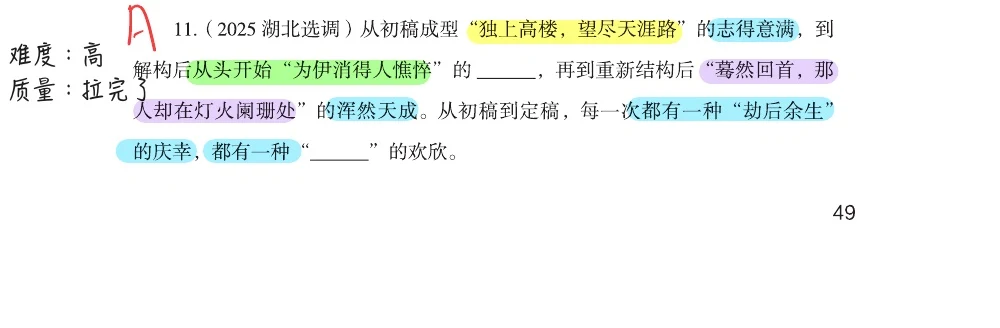 A
难度：高
质量：拉完了
11.（2025 湖北选调）从初稿成型“独上高楼，望尽天涯路”的志得意满，到
解构后从头开始“为伊消得人憔悴”的 ______，再到重新结构后“蓦然回首，那
人却在灯火阑珊处”的浑然天成。从初稿到定稿，每一次都有一种“劫后余生”
的庆幸，都有一种“______”的欢欣。
49